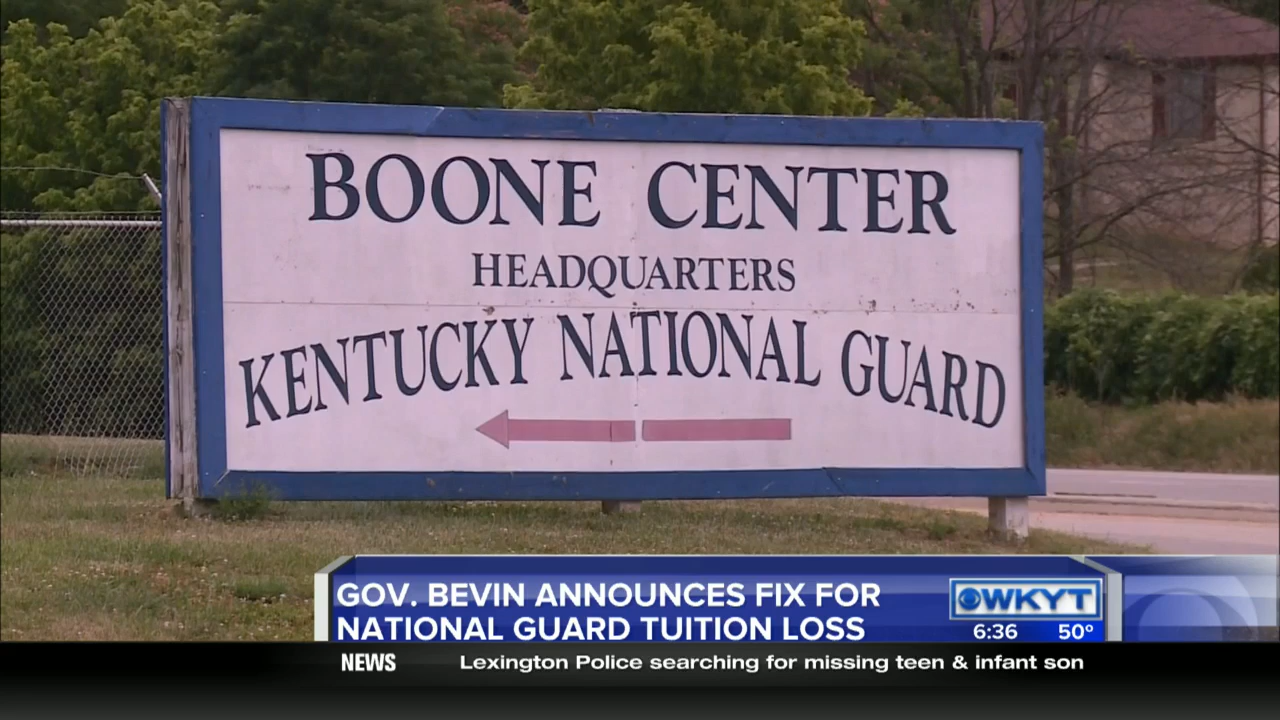 BOONE CENTER
HEADQUARTERS
KENTUCKY NATIONAL GUARD
GOV. BEVIN ANNOUNCES FIX FOR
NATIONAL GUARD TUITION LOSS
WKYT
6:36 50º
NEWS Lexington Police searching for missing teen & infant son